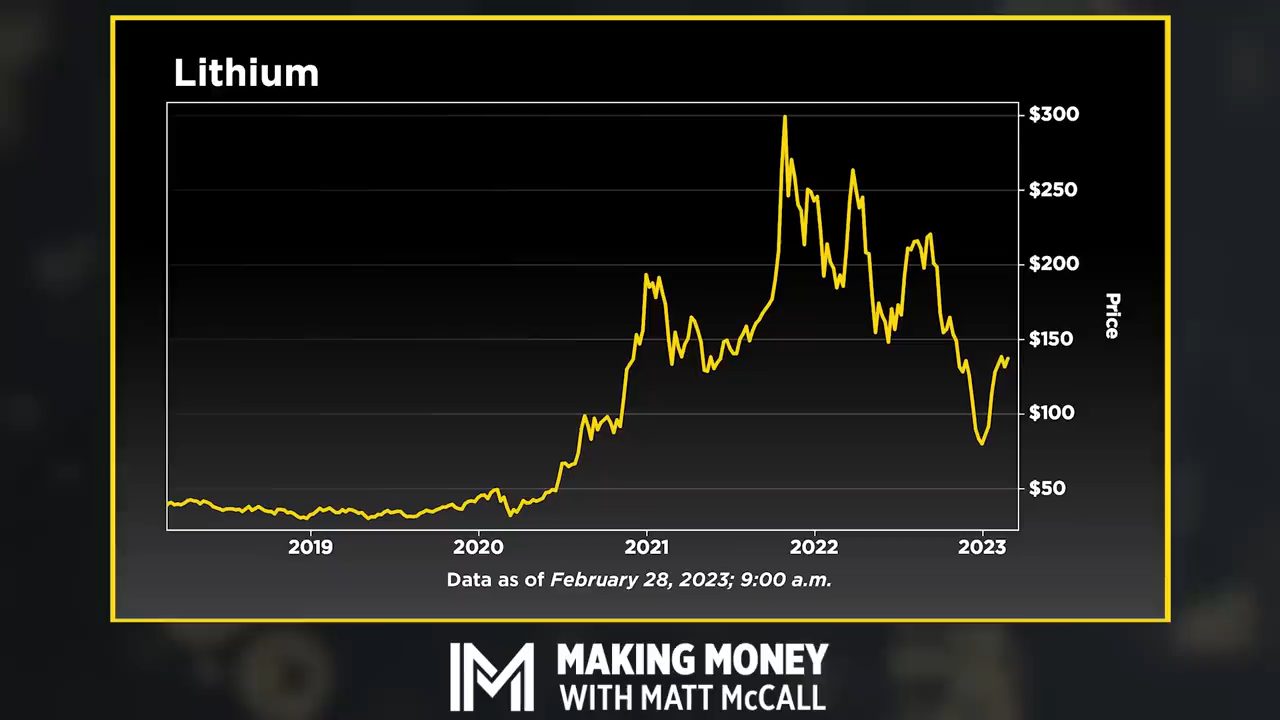 Lithium
$300
$250
$200
$150
$100
$50
Price
2019 2020 2021 2022 2023
Data as of February 28, 2023; 9:00 a.m.
MAKING MONEY
WITH MATT McCALL